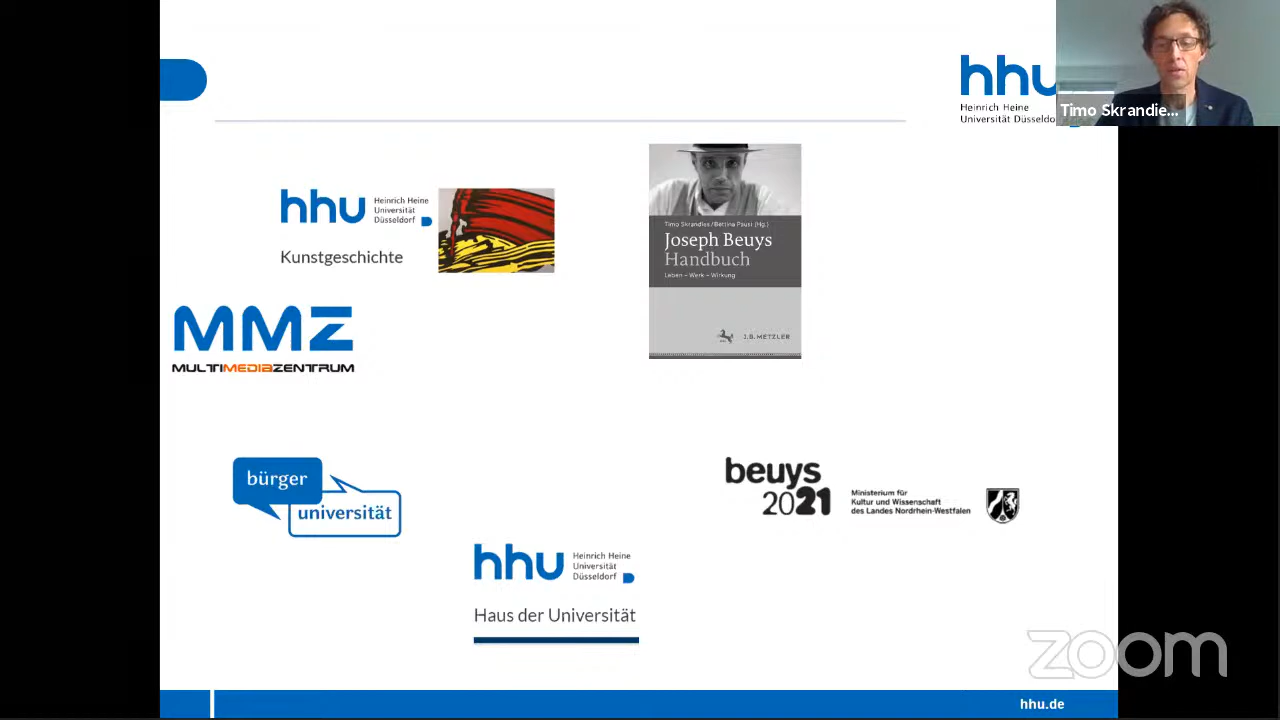 hhu
Heinrich Heine
Universität Düsseldo
Timo Skrandie...
hhu
Heinrich Heine
Universität
Düsseldorf
Kunstgeschichte
Timo Skrandies / Bettina Paust (Hg.)
Joseph Beuys
Handbuch
Leben – Werk – Wirkung
J.B. METZLER
MMZ
MULTIMEDIAZENTRUM
bürger
universität
beuys
2021
Ministerium für
Kultur und Wissenschaft
des Landes Nordrhein-Westfalen
hhu
Heinrich Heine
Universität
Düsseldorf
Haus der Universität
zoom
hhu.de